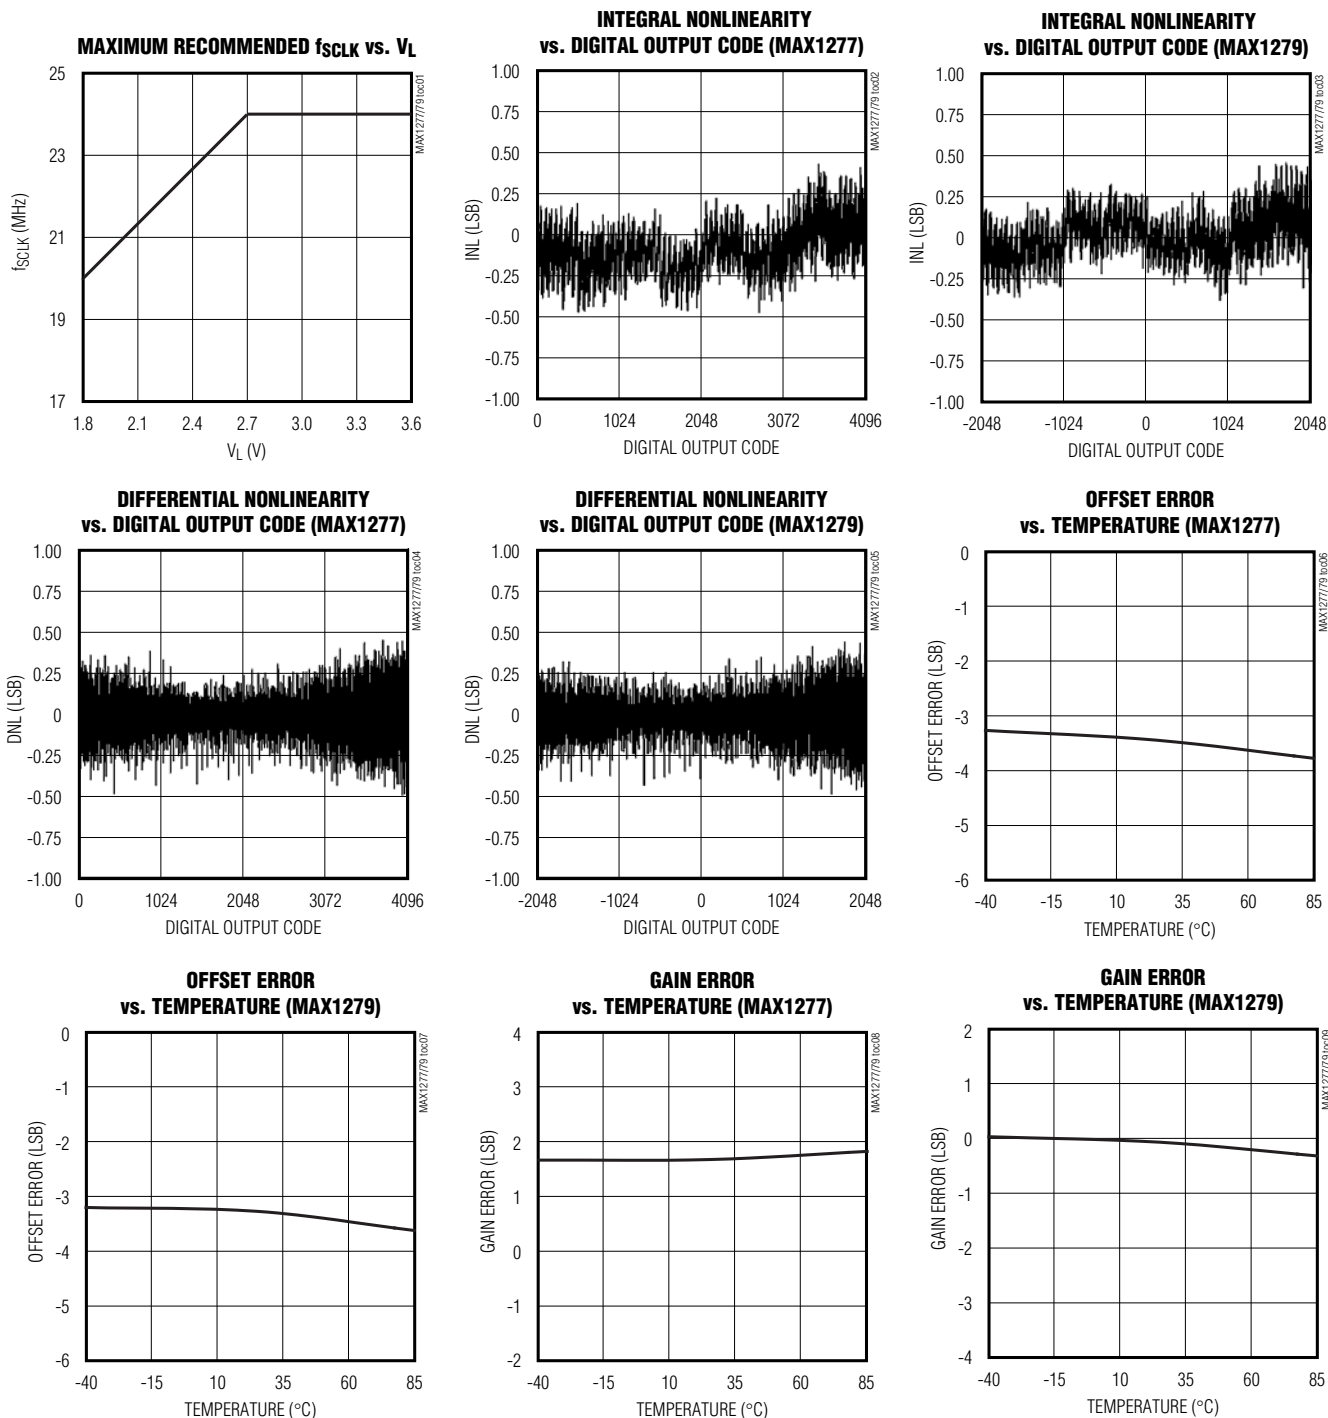 MAXIMUM RECOMMENDED fSCLK vs. VL
25
23
21
19
17
fSCLK (MHz)
1.8 2.1 2.4 2.7 3.0 3.3 3.6
VL (V)
MAX1277/79 toc01
INTEGRAL NONLINEARITY
vs. DIGITAL OUTPUT CODE (MAX1277)
1.00
0.75
0.50
0.25
0
-0.25
-0.50
-0.75
-1.00
INL (LSB)
0 1024 2048 3072 4096
DIGITAL OUTPUT CODE
MAX1277/79 toc02
INTEGRAL NONLINEARITY
vs. DIGITAL OUTPUT CODE (MAX1279)
1.00
0.75
0.50
0.25
0
-0.25
-0.50
-0.75
-1.00
INL (LSB)
-2048 -1024 0 1024 2048
DIGITAL OUTPUT CODE
MAX1277/79 toc03
DIFFERENTIAL NONLINEARITY
vs. DIGITAL OUTPUT CODE (MAX1277)
1.00
0.75
0.50
0.25
0
-0.25
-0.50
-0.75
-1.00
DNL (LSB)
0 1024 2048 3072 4096
DIGITAL OUTPUT CODE
MAX1277/79 toc04
DIFFERENTIAL NONLINEARITY
vs. DIGITAL OUTPUT CODE (MAX1279)
1.00
0.75
0.50
0.25
0
-0.25
-0.50
-0.75
-1.00
DNL (LSB)
-2048 -1024 0 1024 2048
DIGITAL OUTPUT CODE
MAX1277/79 toc05
OFFSET ERROR
vs. TEMPERATURE (MAX1277)
0
-1
-2
-3
-4
-5
-6
OFFSET ERROR (LSB)
-40 -15 10 35 60 85
TEMPERATURE (°C)
MAX1277/79 toc06
OFFSET ERROR
vs. TEMPERATURE (MAX1279)
0
-1
-2
-3
-4
-5
-6
OFFSET ERROR (LSB)
-40 -15 10 35 60 85
TEMPERATURE (°C)
MAX1277/79 toc07
GAIN ERROR
vs. TEMPERATURE (MAX1277)
4
3
2
1
0
-1
-2
GAIN ERROR (LSB)
-40 -15 10 35 60 85
TEMPERATURE (°C)
MAX1277/79 toc08
GAIN ERROR
vs. TEMPERATURE (MAX1279)
2
1
0
-1
-2
-3
-4
GAIN ERROR (LSB)
-40 -15 10 35 60 85
TEMPERATURE (°C)
MAX1277/79 toc09